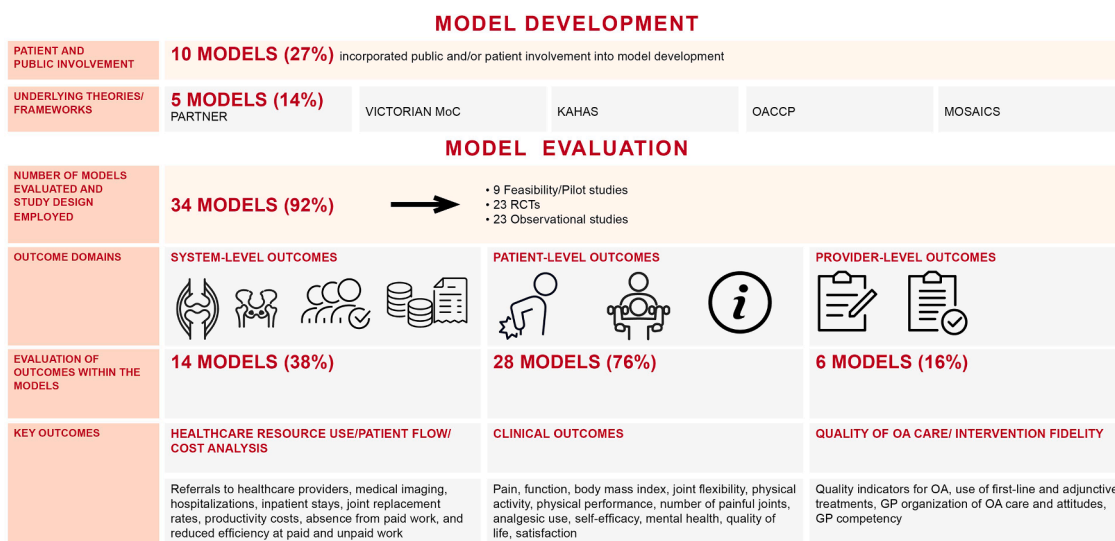 MODEL DEVELOPMENT
PATIENT AND
PUBLIC INVOLVEMENT
10 MODELS (27%) incorporated public and/or patient involvement into model development
UNDERLYING THEORIES/
FRAMEWORKS
5 MODELS (14%)
PARTNER
VICTORIAN MoC
KAHAS
OACCP
MOSAICS
MODEL EVALUATION
NUMBER OF MODELS
EVALUATED AND
STUDY DESIGN
EMPLOYED
34 MODELS (92%)
• 9 Feasibility/Pilot studies
• 23 RCTs
• 23 Observational studies
OUTCOME DOMAINS
SYSTEM-LEVEL OUTCOMES
PATIENT-LEVEL OUTCOMES
PROVIDER-LEVEL OUTCOMES
EVALUATION OF
OUTCOMES WITHIN THE
MODELS
14 MODELS (38%)
28 MODELS (76%)
6 MODELS (16%)
KEY OUTCOMES
HEALTHCARE RESOURCE USE/PATIENT FLOW/
COST ANALYSIS
CLINICAL OUTCOMES
QUALITY OF OA CARE/ INTERVENTION FIDELITY
Referrals to healthcare providers, medical imaging,
hospitalizations, inpatient stays, joint replacement
rates, productivity costs, absence from paid work, and
reduced efficiency at paid and unpaid work
Pain, function, body mass index, joint flexibility, physical
activity, physical performance, number of painful joints,
analgesic use, self-efficacy, mental health, quality of
life, satisfaction
Quality indicators for OA, use of first-line and adjunctive
treatments, GP organization of OA care and attitudes,
GP competency